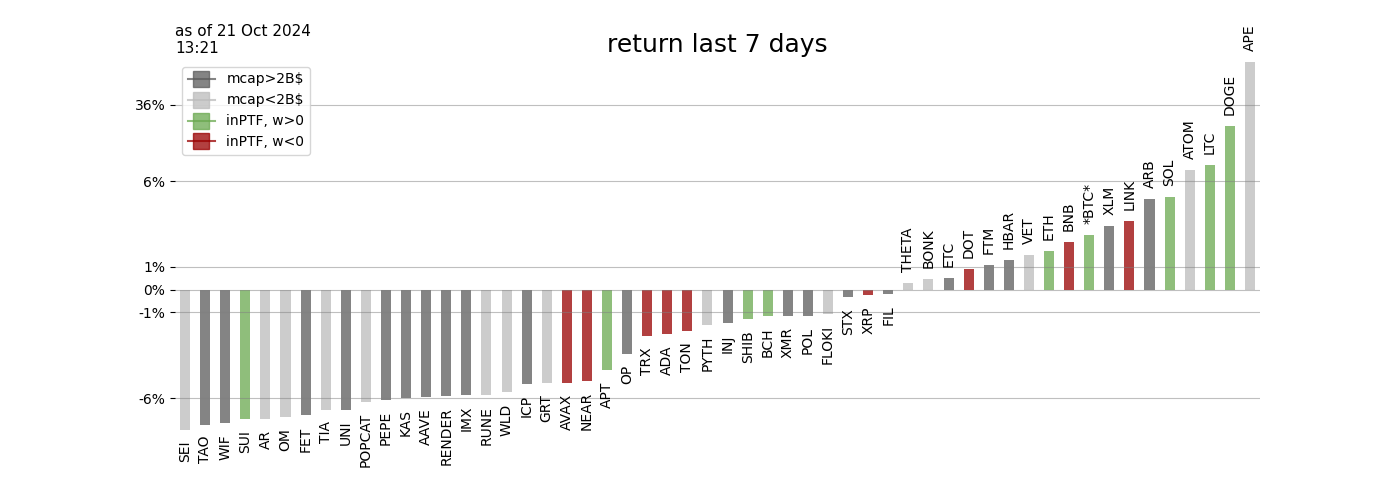 as of 21 Oct 2024
13:21
return last 7 days
mcap>2B$
mcap<2B$
inPTF, w>0
inPTF, w<0
36%
6%
1%
0%
-1%
-6%
SEI
TAO
WIF
SUI
AR
OM
FET
TIA
UNI
POPCAT
PEPE
KAS
AAVE
RENDER
IMX
RUNE
WLD
ICP
GRT
AVAX
NEAR
APT
OP
TRX
ADA
TON
PYTH
INJ
SHIB
BCH
XMR
POL
FLOKI
STX
XRP
FIL
THETA
BONK
ETC
DOT
FTM
HBAR
VET
ETH
BNB
*BTC*
XLM
LINK
ARB
SOL
ATOM
LTC
DOGE
APE